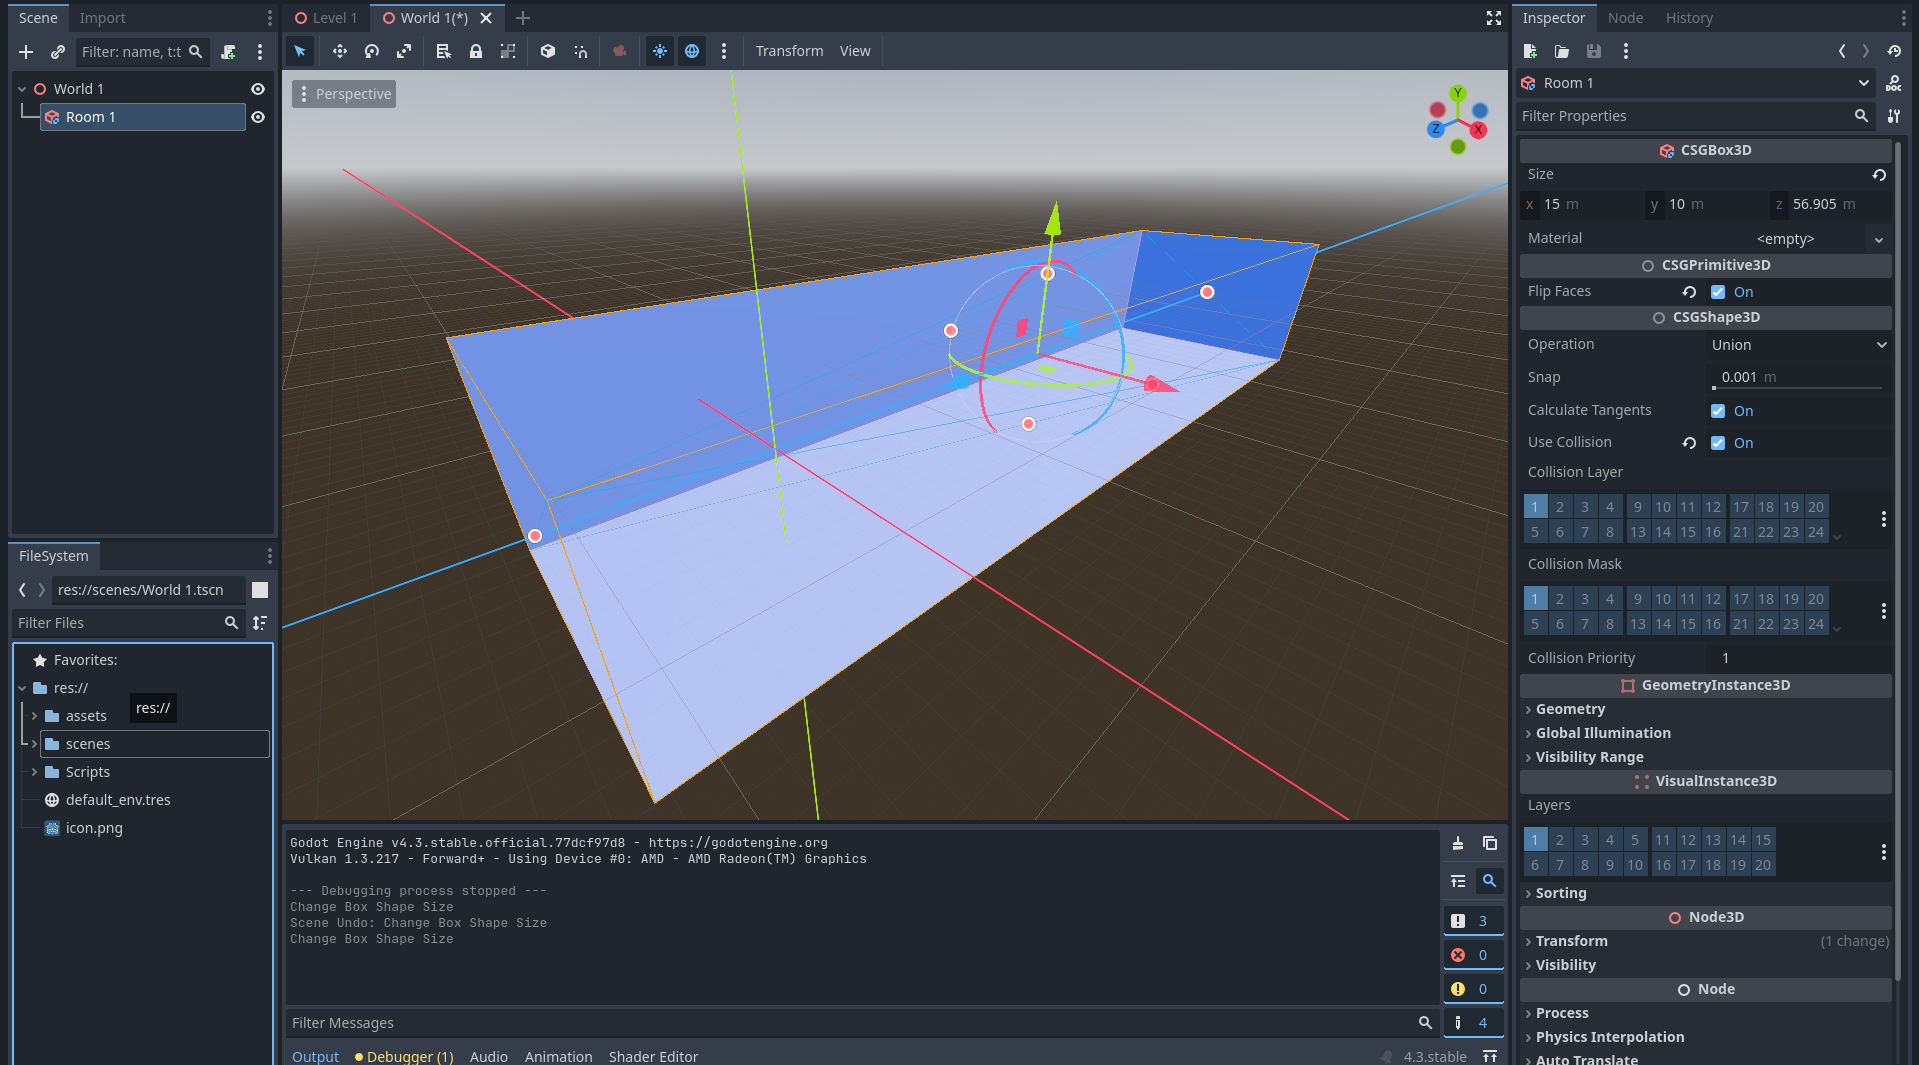 Scene Import
Filter: name, t:t
World 1
Room 1
FileSystem
res://scenes/World 1.tscn
Filter Files
Favorites:
res://
res://
assets
scenes
Scripts
default_env.tres
icon.png
Level 1 World 1(*)
Transform View
Perspective
Y
Z X
Godot Engine v4.3.stable.official.77dcf97d8 - https://godotengine.org
Vulkan 1.3.217 - Forward+ - Using Device #0: AMD - AMD Radeon(TM) Graphics
--- Debugging process stopped ---
Change Box Shape Size
Scene Undo: Change Box Shape Size
Change Box Shape Size
3
0
0
4
Filter Messages
Output Debugger (1) Audio Animation Shader Editor 4.3.stable
Inspector Node History
Room 1
DOC
Filter Properties
CSGBox3D
Size
x 15 m y 10 m z 56.905 m
Material <empty>
CSGPrimitive3D
Flip Faces On
CSGShape3D
Operation Union
Snap 0.001 m
Calculate Tangents On
Use Collision On
Collision Layer
1 2 3 4 9 10 11 12 17 18 19 20
5 6 7 8 13 14 15 16 21 22 23 24
Collision Mask
1 2 3 4 9 10 11 12 17 18 19 20
5 6 7 8 13 14 15 16 21 22 23 24
Collision Priority 1
GeometryInstance3D
Geometry
Global Illumination
Visibility Range
VisualInstance3D
Layers
1 2 3 4 5 11 12 13 14 15
6 7 8 9 10 16 17 18 19 20
Sorting
Node3D
Transform (1 change)
Visibility
Node
Process
Physics Interpolation
Auto Translate